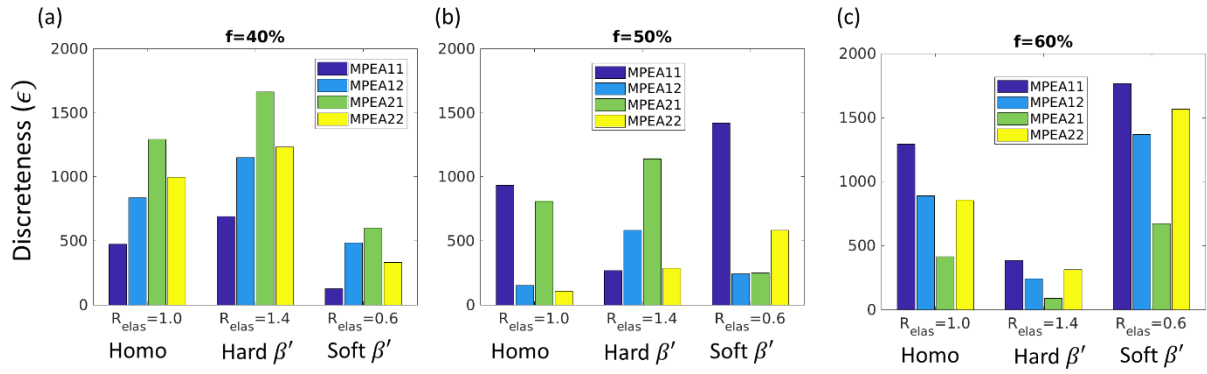 (a)
f=40%
Discreteness (ϵ)
2000
1500
1000
500
0
MPEA11
MPEA12
MPEA21
MPEA22
R_elas=1.0
R_elas=1.4
R_elas=0.6
Homo
Hard β′
Soft β′
(b)
f=50%
2000
1500
1000
500
0
MPEA11
MPEA12
MPEA21
MPEA22
R_elas=1.0
R_elas=1.4
R_elas=0.6
Homo
Hard β′
Soft β′
(c)
f=60%
2000
1500
1000
500
0
MPEA11
MPEA12
MPEA21
MPEA22
R_elas=1.0
R_elas=1.4
R_elas=0.6
Homo
Hard β′
Soft β′